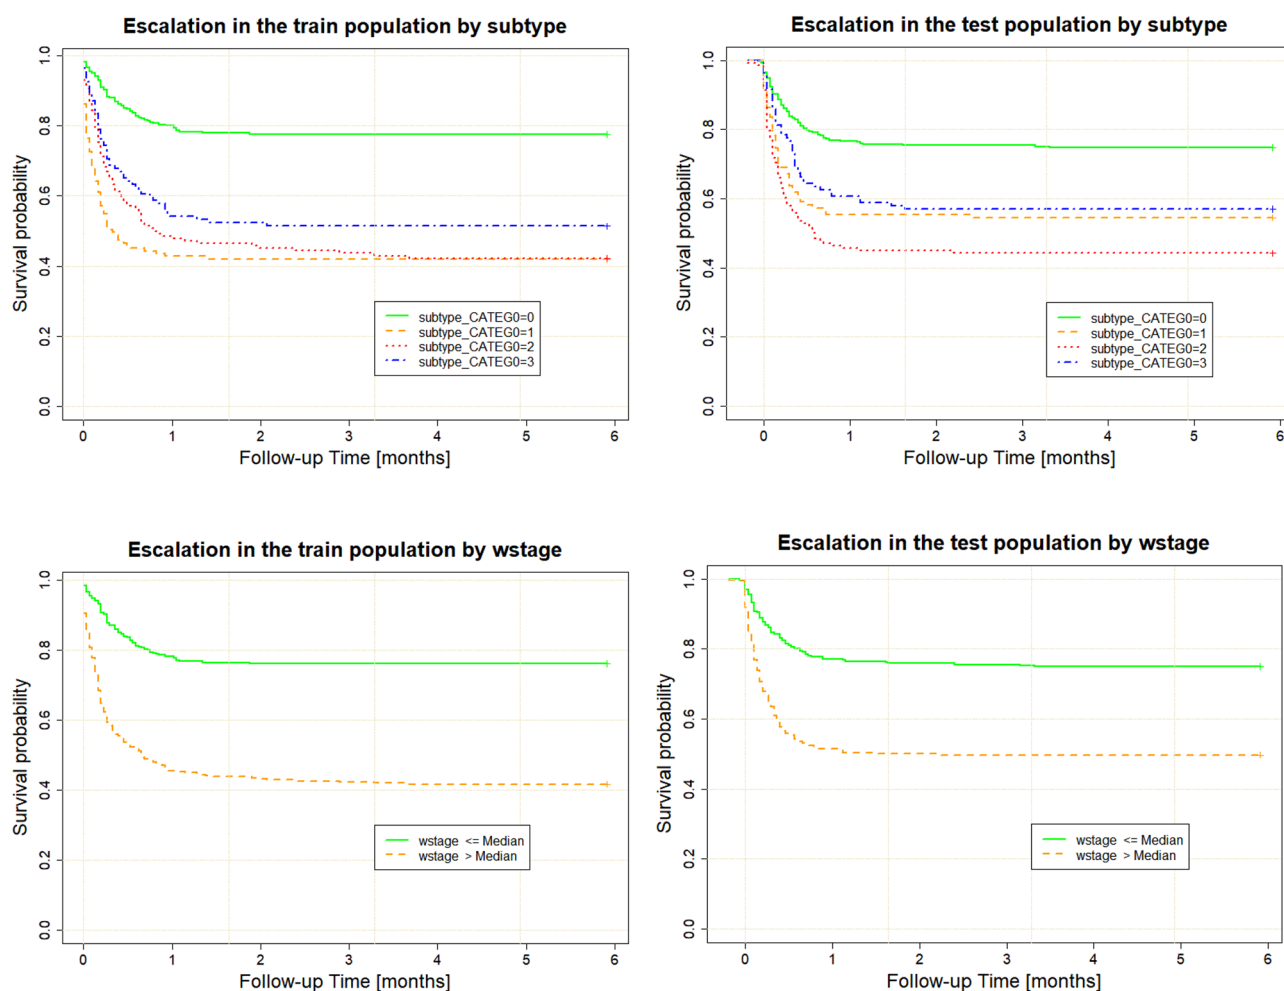 Escalation in the train population by subtype
Survival probability
1.0
0.8
0.6
0.4
0.2
0.0
subtype_CATEG0=0
subtype_CATEG0=1
subtype_CATEG0=2
subtype_CATEG0=3
0 1 2 3 4 5 6
Follow-up Time [months]
Escalation in the test population by subtype
Survival probability
1.0
0.8
0.6
0.4
0.2
0.0
subtype_CATEG0=0
subtype_CATEG0=1
subtype_CATEG0=2
subtype_CATEG0=3
0 1 2 3 4 5 6
Follow-up Time [months]
Escalation in the train population by wstage
Survival probability
1.0
0.8
0.6
0.4
0.2
0.0
wstage <= Median
wstage > Median
0 1 2 3 4 5 6
Follow-up Time [months]
Escalation in the test population by wstage
Survival probability
1.0
0.8
0.6
0.4
0.2
0.0
wstage <= Median
wstage > Median
0 1 2 3 4 5 6
Follow-up Time [months]